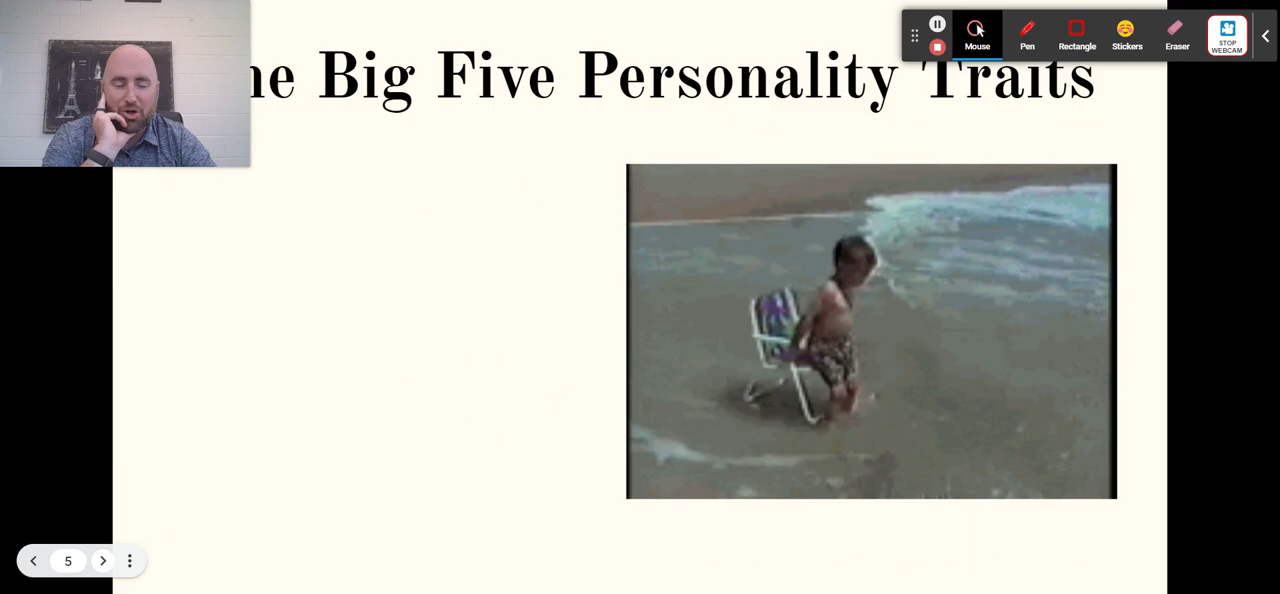 he Big Five Personality Traits
Mouse
Pen
Rectangle
Stickers
Eraser
STOP
WEBCAM
5